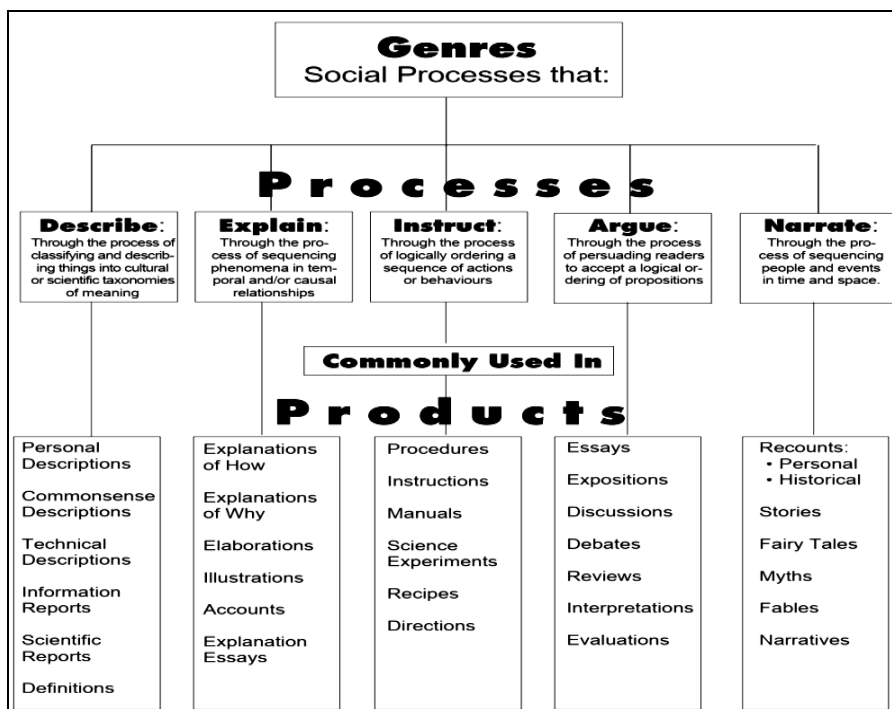 Genres
Social Processes that:
Processes
Describe:
Through the process of
classifying and describ-
ing things into cultural
or scientific taxonomies
of meaning
Explain:
Through the pro-
cess of sequencing
phenomena in tem-
poral and/or causal
relationships
Instruct:
Through the process
of logically ordering a
sequence of actions
or behaviours
Argue:
Through the process
of persuading readers
to accept a logical or-
dering of propositions
Narrate:
Through the pro-
cess of sequencing
people and events
in time and space.
Commonly Used In
Products
Personal
Descriptions
Commonsense
Descriptions
Technical
Descriptions
Information
Reports
Scientific
Reports
Definitions
Explanations
of How
Explanations
of Why
Elaborations
Illustrations
Accounts
Explanation
Essays
Procedures
Instructions
Manuals
Science
Experiments
Recipes
Directions
Essays
Expositions
Discussions
Debates
Reviews
Interpretations
Evaluations
Recounts:
• Personal
• Historical
Stories
Fairy Tales
Myths
Fables
Narratives